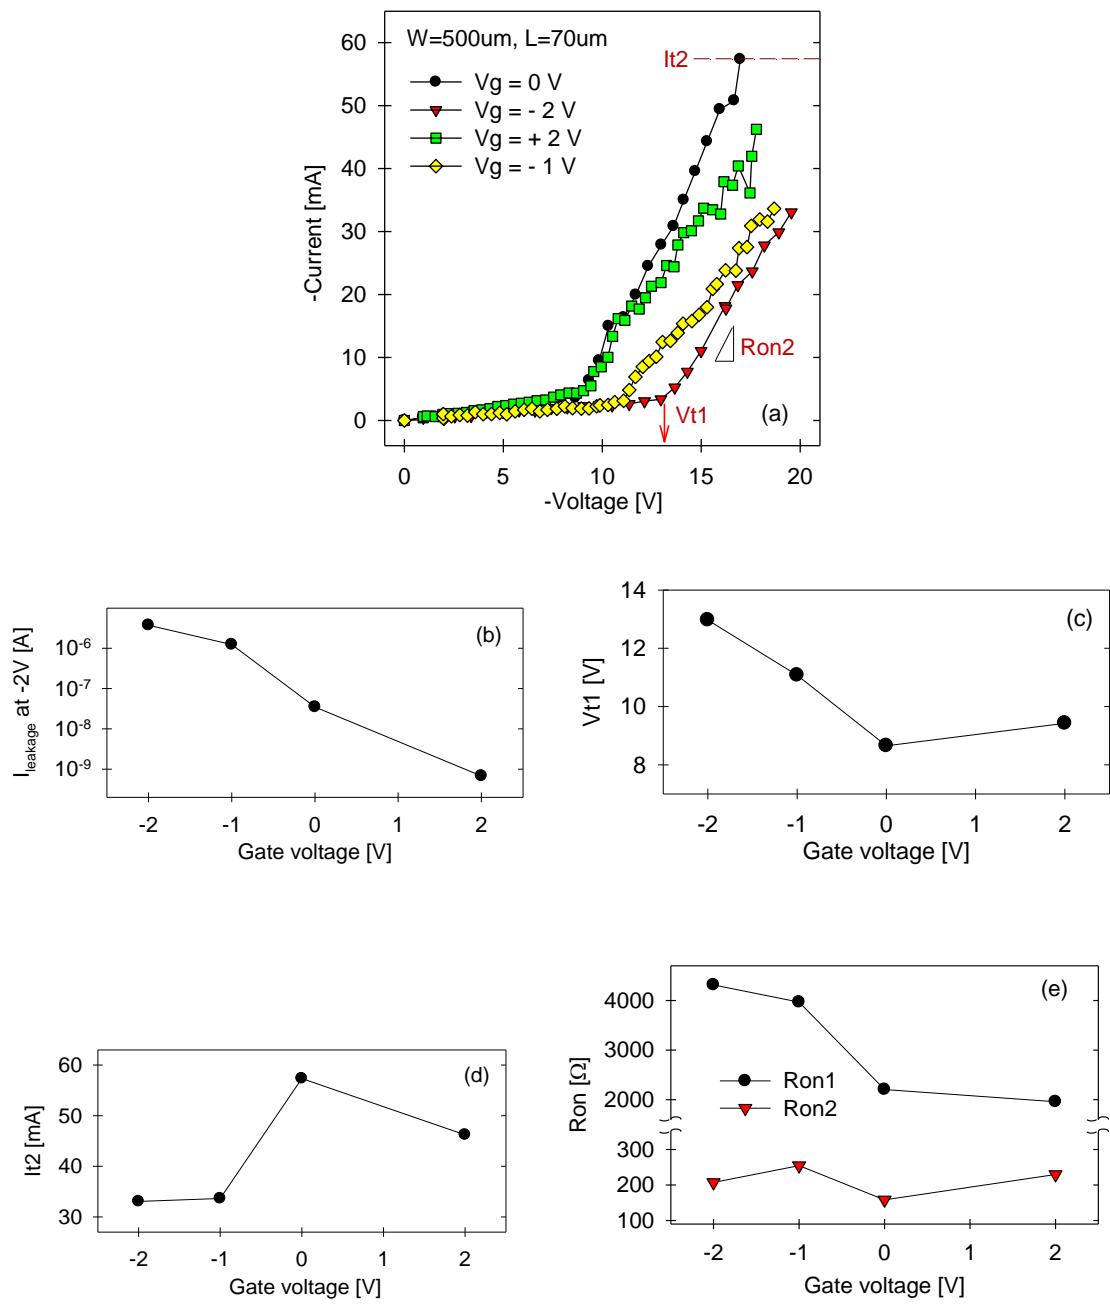 W=500um, L=70um
Vg = 0 V
Vg = - 2 V
Vg = + 2 V
Vg = - 1 V
It2
Ron2
Vt1
(a)
60
50
40
30
20
10
0
-Current [mA]
0 5 10 15 20
-Voltage [V]
(b)
10-6
10-7
10-8
10-9
Ileakage at -2V [A]
-2 -1 0 1 2
Gate voltage [V]
(c)
14
12
10
8
Vt1 [V]
-2 -1 0 1 2
Gate voltage [V]
(d)
60
50
40
30
It2 [mA]
-2 -1 0 1 2
Gate voltage [V]
(e)
4000
3000
2000
300
200
100
Ron [Ω]
Ron1
Ron2
-2 -1 0 1 2
Gate voltage [V]